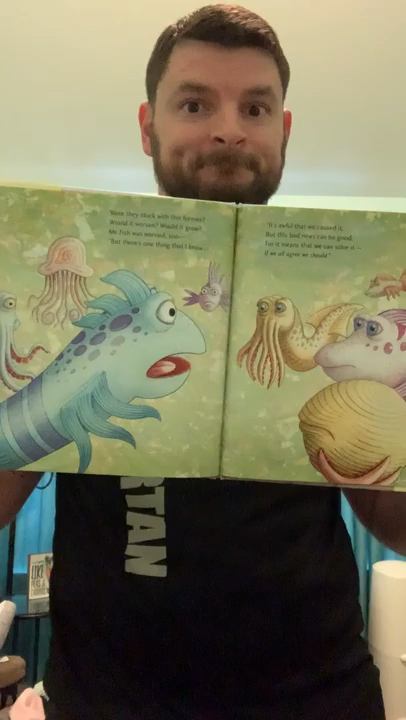 Were they stuck with this forever?
Would it worsen? Would it grow?
Mr. Fish was worried, too—
"But there's one thing that I know...
"It's awful that we caused it,
But this bad news can be good.
For it means that we can solve it —
If we all agree we should."
RTAN
LIKE